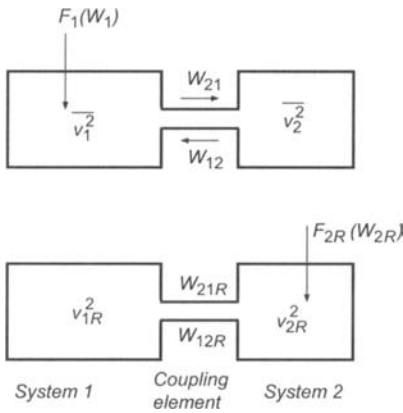 F₁(W₁)
W₂₁
v₁² v₂²
W₁₂
F₂R(W₂R)
W₂₁R
v₁R² v₂R²
W₁₂R
System 1 Coupling System 2
element